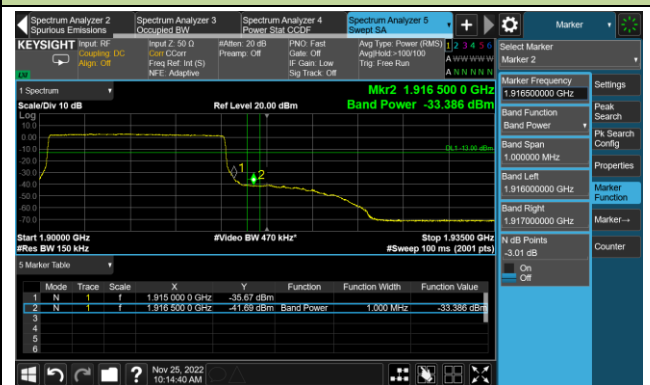 Spectrum Analyzer 2
Spurious Emissions
Spectrum Analyzer 3
Occupied BW
Spectrum Analyzer 4
Power Stat CCDF
Spectrum Analyzer 5
Swept SA
+
Marker
KEYSIGHT
Input: RF
Coupling: DC
Align: Off
Input Z: 50 Ω
Corr CCorr
Freq Ref: Int (S)
NFE: Adaptive
#Atten: 20 dB
Preamp: Off
PNO: Fast
Gate: Off
IF Gain: Low
Sig Track: Off
Avg Type: Power (RMS)
Avg|Hold:>100/100
Trig: Free Run
1 2 3 4 5 6
A W W W W W
A N N N N N
LXI
Select Marker
Marker 2
1 Spectrum
Scale/Div 10 dB
Ref Level 20.00 dBm
Mkr2 1.916 500 0 GHz
Band Power -33.386 dBm
Log
10.0
0.00
-10.0
-20.0
-30.0
-40.0
-50.0
-60.0
-70.0
DL1 -13.00 dBm
1
2
Start 1.90000 GHz
#Res BW 150 kHz
#Video BW 470 kHz*
Stop 1.93500 GHz
#Sweep 100 ms (2001 pts)
5 Marker Table
Mode Trace Scale X Y Function Function Width Function Value
1 N 1 f 1.915 000 0 GHz -35.67 dBm
2 N 1 f 1.916 500 0 GHz -41.69 dBm Band Power 1.000 MHz -33.386 dBm
3
4
5
6
Marker Frequency
1.916500000 GHz
Band Function
Band Power
Band Span
1.000000 MHz
Band Left
1.916000000 GHz
Band Right
1.917000000 GHz
N dB Points
-3.01 dB
On
Off
Settings
Peak
Search
Pk Search
Config
Properties
Marker
Function
Marker→
Counter
?
Nov 25, 2022
10:14:40 AM